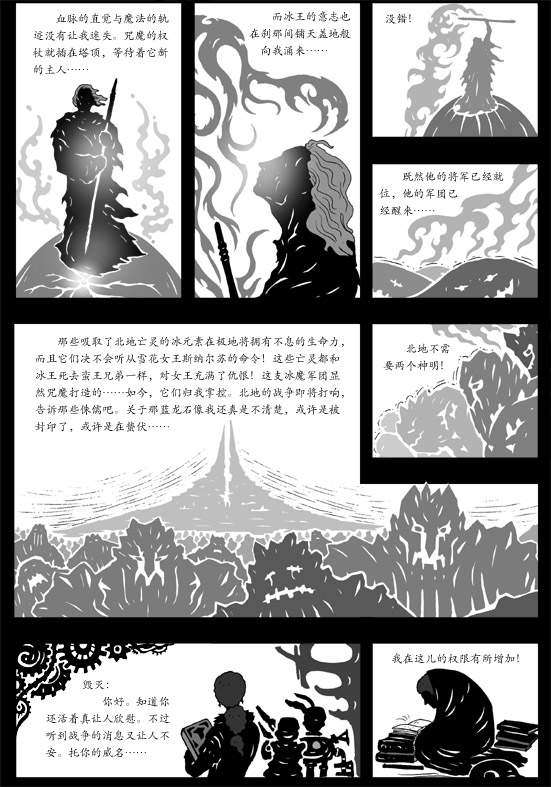 血脉的直觉与魔法的轨
迹没有让我迷失。咒魔的权
杖就插在塔顶，等待着它新
的主人……
而冰王的意志也
在刹那间铺天盖地般
向我涌来……
没错！
既然他的将军已经就
位，他的军团已
经醒来……
那些吸取了北地亡灵的冰元素在极地将拥有不息的生命力，
而且它们决不会听从雪花女王斯纳尔苏的命令！这些亡灵都和
冰王死去蛮王兄弟一样，对女王充满了仇恨！这支冰魔军团显
然咒魔打造的……如今，它们归我掌控。北地的战争即将打响，
告诉那些侏儒吧。关于那蓝龙石像我还真是不清楚，或许是被
封印了，或许是在蛰伏……
北地不需
要两个神明！
毁灭：
你好。知道你
还活着真让人欣慰。不过
听到战争的消息又让人不
安。托你的威名……
我在这儿的权限有所增加！